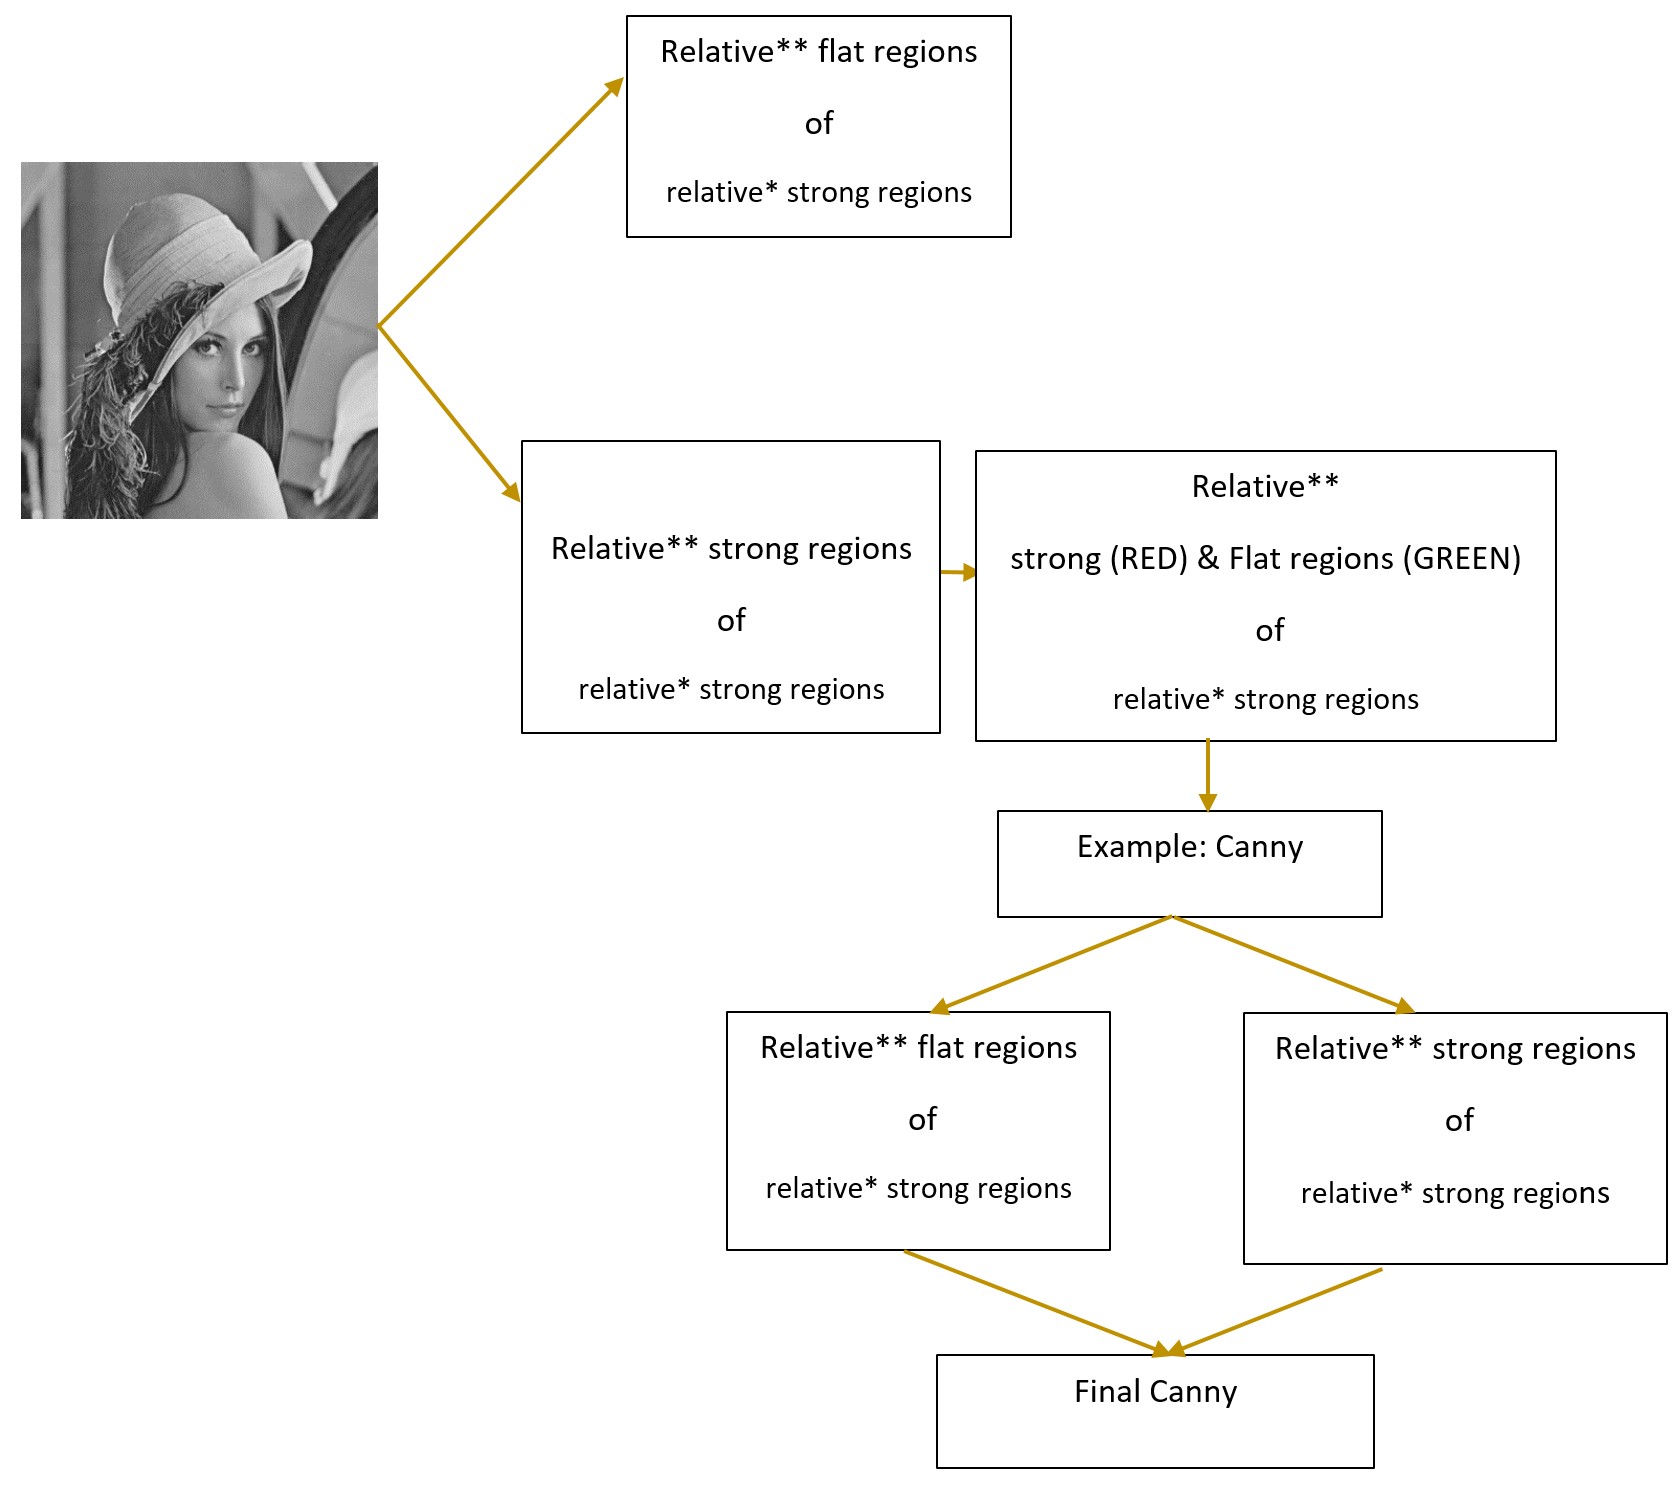 Relative** flat regions
of
relative* strong regions
Relative** strong regions
of
relative* strong regions
Relative**
strong (RED) & Flat regions (GREEN)
of
relative* strong regions
Example: Canny
Relative** flat regions
of
relative* strong regions
Relative** strong regions
of
relative* strong regions
Final Canny